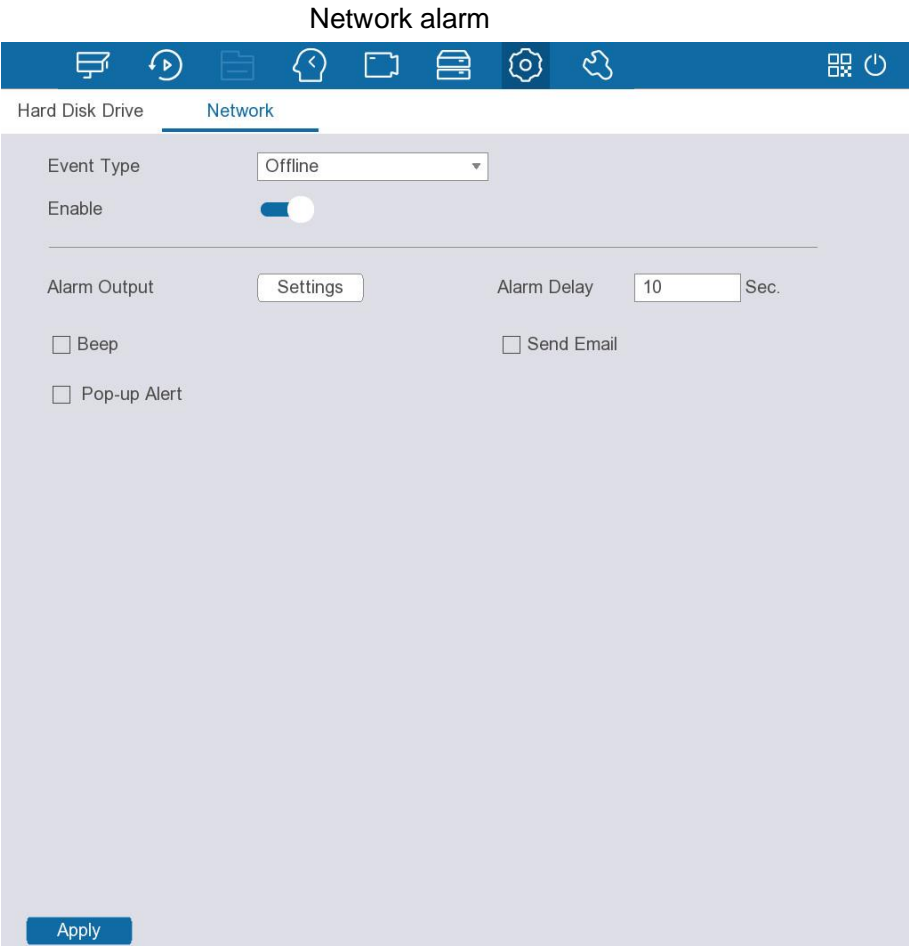 Network alarm
Hard Disk Drive Network
Event Type Offline
Enable
Alarm Output Settings Alarm Delay 10 Sec.
Beep Send Email
Pop-up Alert
Apply